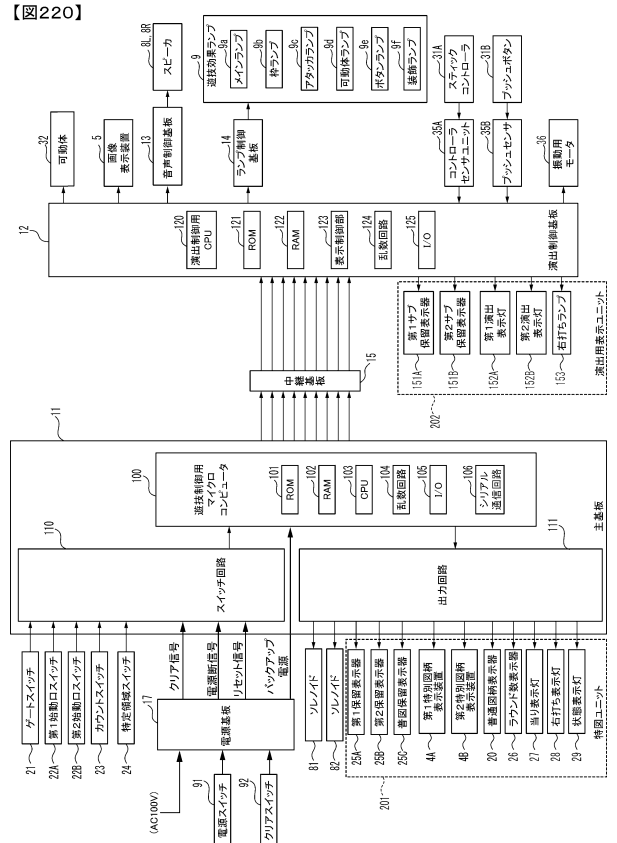 【図220】
32
可動体
5
画像
表示装置
8L, 8R
スピーカ
13
音声制御基板
9
遊技効果ランプ
9a
メインランプ
9b
枠ランプ
9c
アタッカランプ
9d
可動体ランプ
9e
ボタンランプ
9f
装飾ランプ
14
ランプ制御
基板
31A
スティック
コントローラ
35A
コントローラ
センサユニット
31B
プッシュボタン
35B
プッシュセンサ
36
振動用
モータ
12
120
演出制御用
CPU
121
ROM
122
RAM
123
表示制御部
124
乱数回路
125
I/O
演出制御基板
151A
第1サブ
保留表示器
151B
第2サブ
保留表示器
152A
第1演出
表示灯
152B
第2演出
表示灯
153
右打ちランプ
202
演出用表示ユニット
中継基板
15
11
100
遊技制御用
マイクロ
コンピュータ
101
ROM
102
RAM
103
CPU
104
乱数回路
105
I/O
106
シリアル
通信回路
主基板
110
スイッチ回路
111
出力回路
21
ゲートスイッチ
22A
第1始動口スイッチ
22B
第2始動口スイッチ
23
カウントスイッチ
24
特定領域スイッチ
クリア信号
電源断信号
リセット信号
バックアップ
電源
17
電源基板
(AC100V)
91
電源スイッチ
92
クリアスイッチ
81
ソレノイド
82
ソレノイド
25A
第1保留表示器
25B
第2保留表示器
25C
普図保留表示器
4A
第1特別図柄
表示装置
4B
第2特別図柄
表示装置
20
普通図柄表示器
26
ラウンド数表示器
27
当り表示灯
28
右打ち表示灯
29
状態表示灯
201
特図ユニット